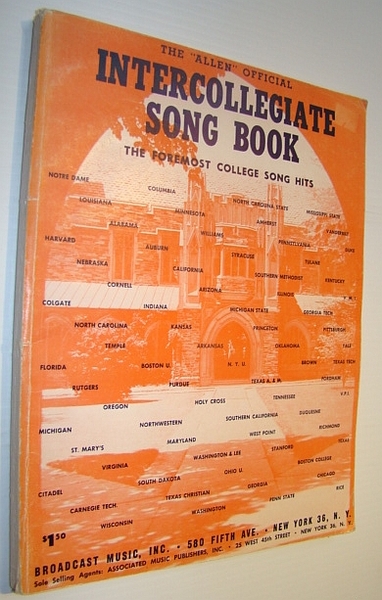 THE "ALLEN" OFFICIAL
INTERCOLLEGIATE
SONG BOOK
THE FOREMOST COLLEGE SONG HITS
NOTRE DAME
COLUMBIA
NORTH CAROLINA STATE
MISSISSIPPI STATE
LOUISIANA
MINNESOTA
AMHERST
VANDERBILT
ALABAMA
WILLIAMS
PENNSYLVANIA
DUKE
HARVARD
AUBURN
SYRACUSE
TULANE
NEBRASKA
CALIFORNIA
SOUTHERN METHODIST
KENTUCKY
CORNELL
ARIZONA
ILLINOIS
V. M. I.
COLGATE
INDIANA
MICHIGAN STATE
GEORGIA TECH
NORTH CAROLINA
KANSAS
PRINCETON
PITTSBURGH
TEMPLE
ARKANSAS
OKLAHOMA
YALE
FLORIDA
BOSTON U.
N. Y. U.
BROWN
TEXAS TECH
RUTGERS
PURDUE
TEXAS A. & M.
FORDHAM
OREGON
HOLY CROSS
TENNESSEE
V.P.I.
MICHIGAN
NORTHWESTERN
SOUTHERN CALIFORNIA
DUQUESNE
ST. MARY'S
MARYLAND
WEST POINT
RICHMOND
VIRGINIA
WASHINGTON & LEE
STANFORD
TEXAS
SOUTH DAKOTA
OHIO U.
BOSTON COLLEGE
CITADEL
TEXAS CHRISTIAN
GEORGIA
CHICAGO
CARNEGIE TECH.
WASHINGTON
PENN STATE
RICE
WISCONSIN
$1.50
BROADCAST MUSIC, INC. • 580 FIFTH AVE. • NEW YORK 36, N. Y.
Sole Selling Agents: ASSOCIATED MUSIC PUBLISHERS, INC. • 25 WEST 45th STREET • NEW YORK 36, N. Y.